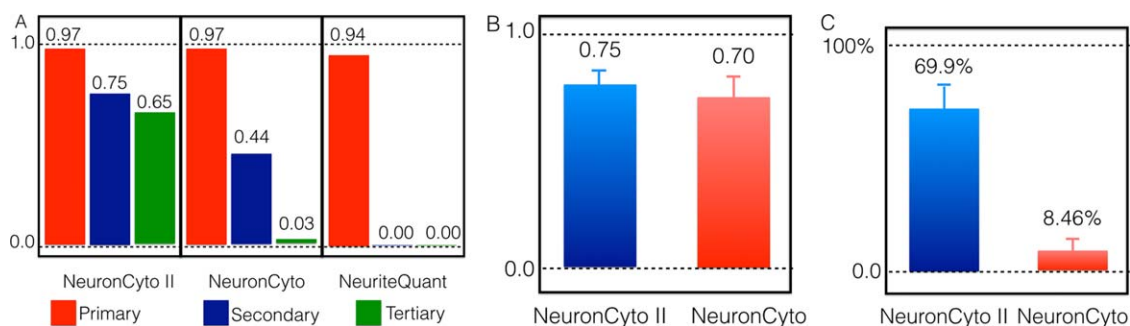 A
1.0
0.0
0.97
0.75
0.65
0.97
0.44
0.03
0.94
0.00 0.00
NeuronCyto II NeuronCyto NeuriteQuant
Primary Secondary Tertiary
B
1.0
0.0
0.75 0.70
NeuronCyto II NeuronCyto
C
100%
0.0
69.9%
8.46%
NeuronCyto II NeuronCyto